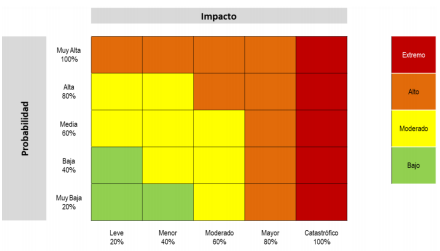 Impacto
Probabilidad
Muy Alta
100%
Alta
80%
Media
60%
Baja
40%
Muy Baja
20%
Leve
20%
Menor
40%
Moderado
60%
Mayor
80%
Catastrófico
100%
Extremo
Alto
Moderado
Bajo